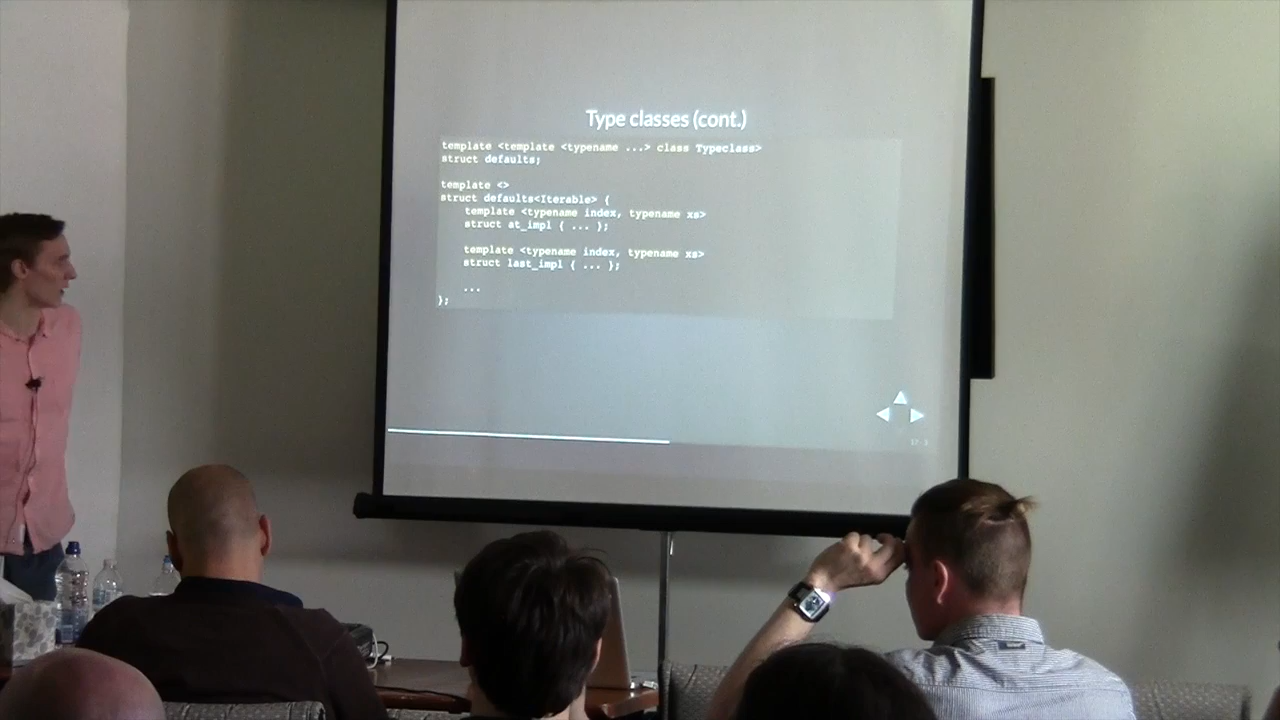 Type classes (cont.)
template <template <typename ...> class Typeclass>
struct defaults;
template <>
struct defaults<Iterable> {
template <typename index, typename xs>
struct at_impl { ... };
template <typename index, typename xs>
struct last_impl { ... };
...
};